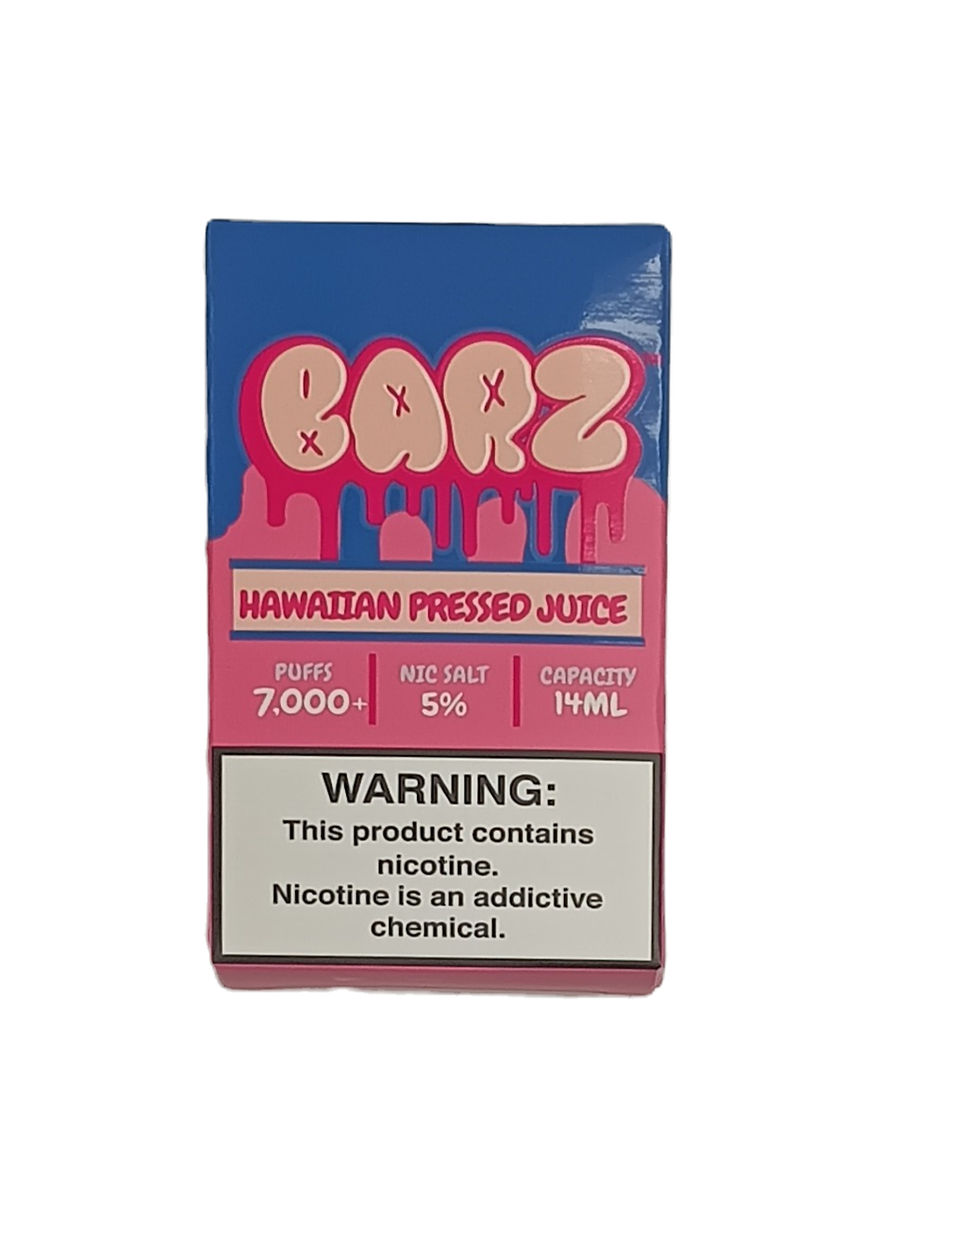 BARZ™
HAWAIIAN PRESSED JUICE
PUFFS NIC SALT CAPACITY
7,000+ 5% 14ML
WARNING:
This product contains
nicotine.
Nicotine is an addictive
chemical.